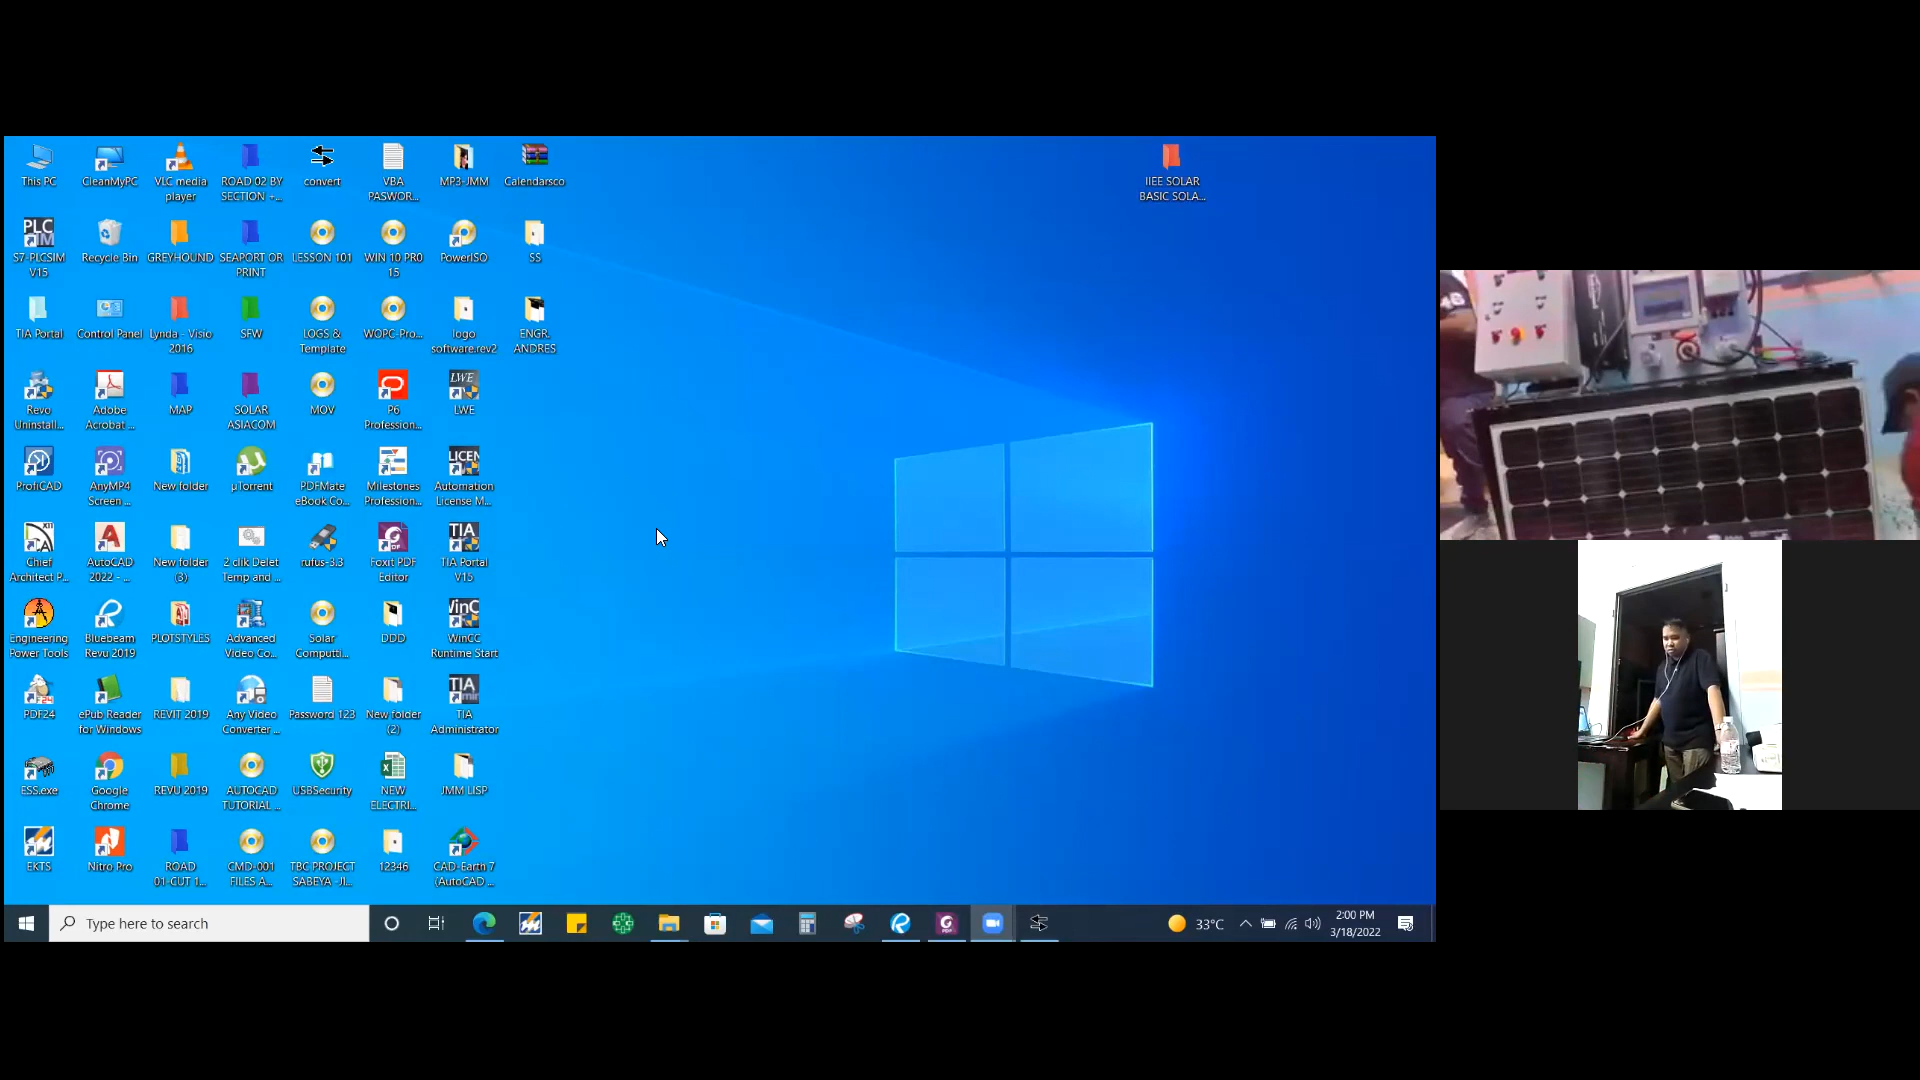 This PC
CleanMyPC
VLC media
player
ROAD 02 BY
SECTION +...
convert
VBA
PASWOR...
MP3-JMM
Calendarsco
IIEE SOLAR
BASIC SOLA...
PLC
S7-PLCSIM
V15
Recycle Bin
GREYHOUND
SEAPORT OR
PRINT
LESSON 101
WIN 10 PR0
15
PowerISO
SS
TIA Portal
Control Panel
Lynda - Visio
2016
SFW
LOGS &
Template
WOPC-Pro...
logo
software.rev2
ENGR.
ANDRES
Revo
Uninstall...
Adobe
Acrobat ...
MAP
SOLAR
ASIACOM
MOV
P6
Profession...
LWE
LWE
ProfiCAD
AnyMP4
Screen ...
New folder
µTorrent
PDFMate
eBook Co...
Milestones
Profession...
LICEN
Automation
License M...
Chief
Architect P...
AutoCAD
2022 - ...
New folder
(3)
2 clik Delet
Temp and ...
rufus-3.3
Foxit PDF
Editor
TIA
TIA Portal
V15
Engineering
Power Tools
Bluebeam
Revu 2019
PLOTSTYLES
Advanced
Video Co...
Solar
Computti...
DDD
WinCC
WinCC
Runtime Start
PDF24
ePub Reader
for Windows
REVIT 2019
Any Video
Converter ...
Password 123
New folder
(2)
TIA
TIA
Administrator
ESS.exe
Google
Chrome
REVU 2019
AUTOCAD
TUTORIAL ...
USBSecurity
NEW
ELECTRI...
JMM LISP
EKTS
Nitro Pro
ROAD
01-CUT 1...
CMD-001
FILES A...
TBC PROJECT
SABEYA -JI...
12346
CAD-Earth 7
(AutoCAD ...
Type here to search
33°C
2:00 PM
3/18/2022